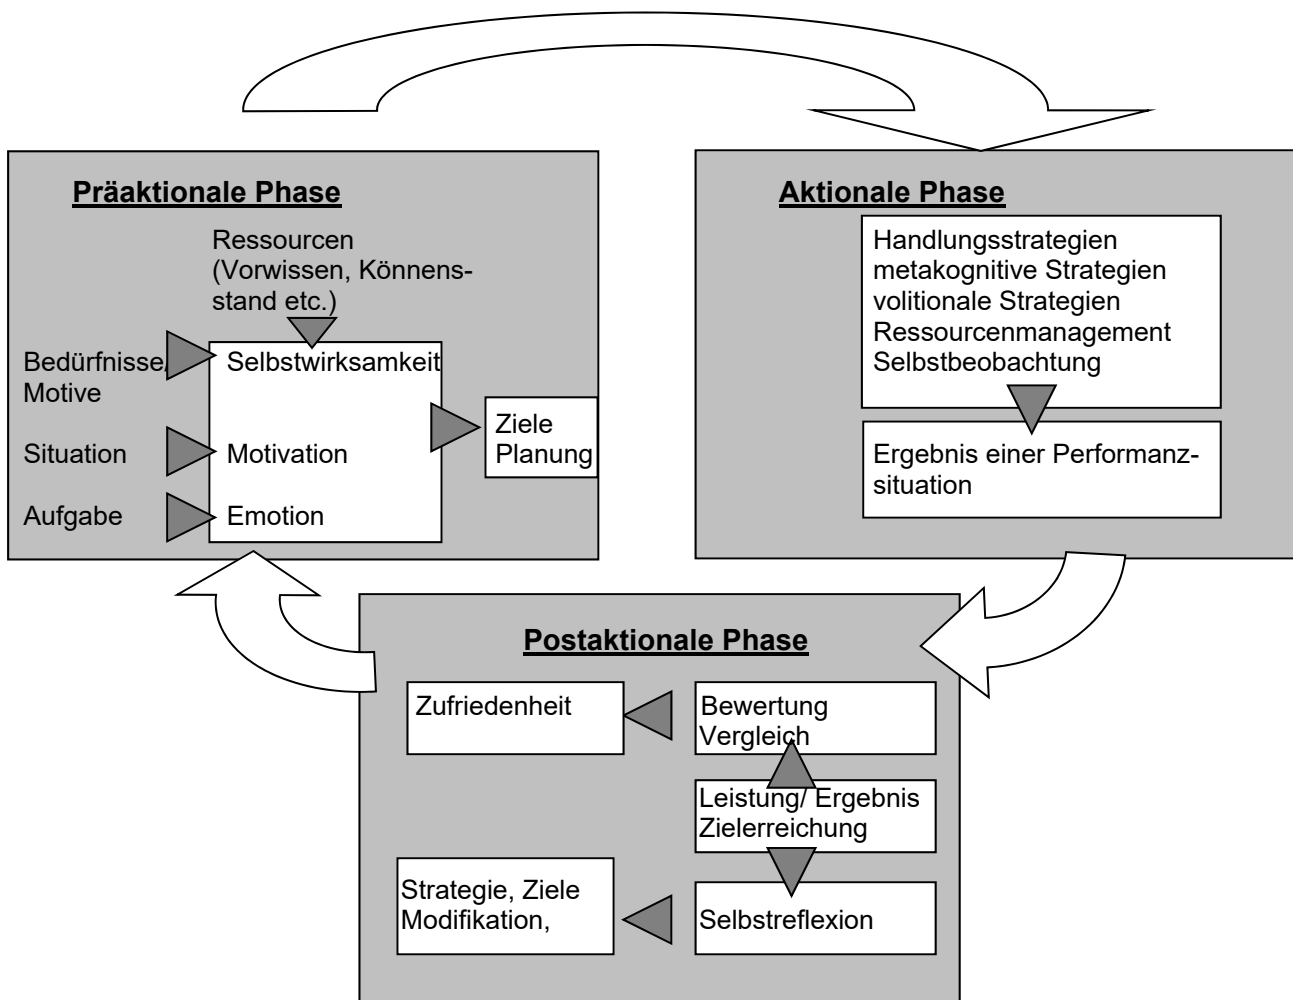 Präaktionale Phase
Ressourcen
(Vorwissen, Könnens-
stand etc.)
Bedürfnisse/
Motive
Situation
Aufgabe
Selbstwirksamkeit
Motivation
Emotion
Ziele
Planung
Aktionale Phase
Handlungsstrategien
metakognitive Strategien
volitionale Strategien
Ressourcenmanagement
Selbstbeobachtung
Ergebnis einer Performanz-
situation
Postaktionale Phase
Zufriedenheit
Bewertung
Vergleich
Leistung/ Ergebnis
Zielerreichung
Strategie, Ziele
Modifikation,
Selbstreflexion